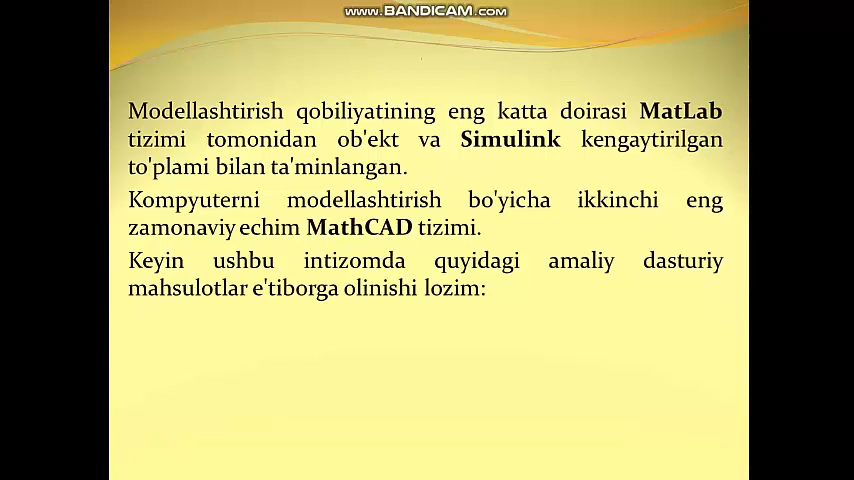 www.BANDICAM.com
Modellashtirish qobiliyatining eng katta doirasi MatLab
tizimi tomonidan ob'ekt va Simulink kengaytirilgan
to'plami bilan ta'minlangan.
Kompyuterni modellashtirish bo'yicha ikkinchi eng
zamonaviy echim MathCAD tizimi.
Keyin ushbu intizomda quyidagi amaliy dasturiy
mahsulotlar e'tiborga olinishi lozim: